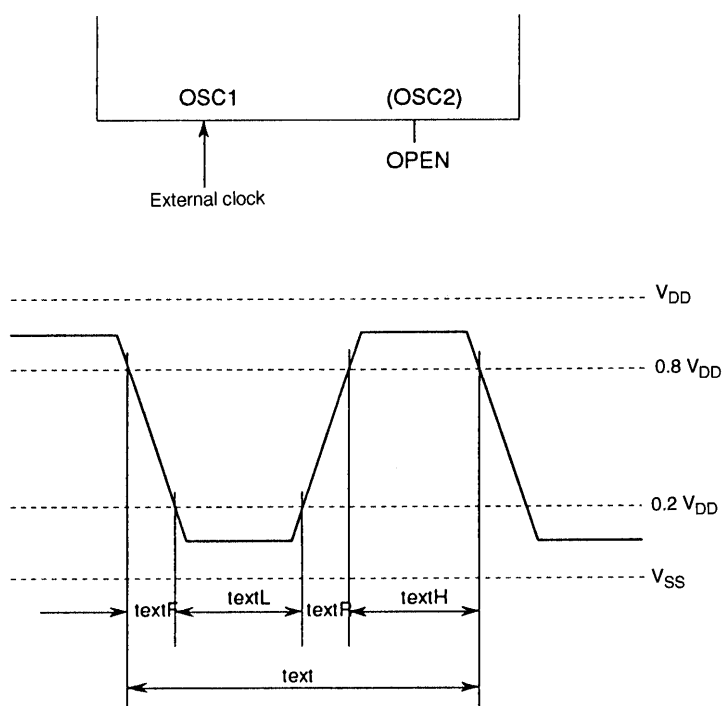 OSC1 (OSC2)
OPEN
External clock
VDD
0.8 VDD
0.2 VDD
VSS
textF textL textR textH
text